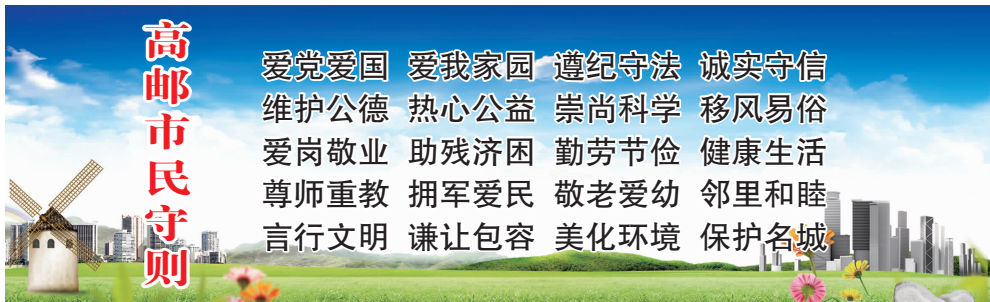 高邮市民守则
爱党爱国 爱我家园 遵纪守法 诚实守信
维护公德 热心公益 崇尚科学 移风易俗
爱岗敬业 助残济困 勤劳节俭 健康生活
尊师重教 拥军爱民 敬老爱幼 邻里和睦
言行文明 谦让包容 美化环境 保护名城